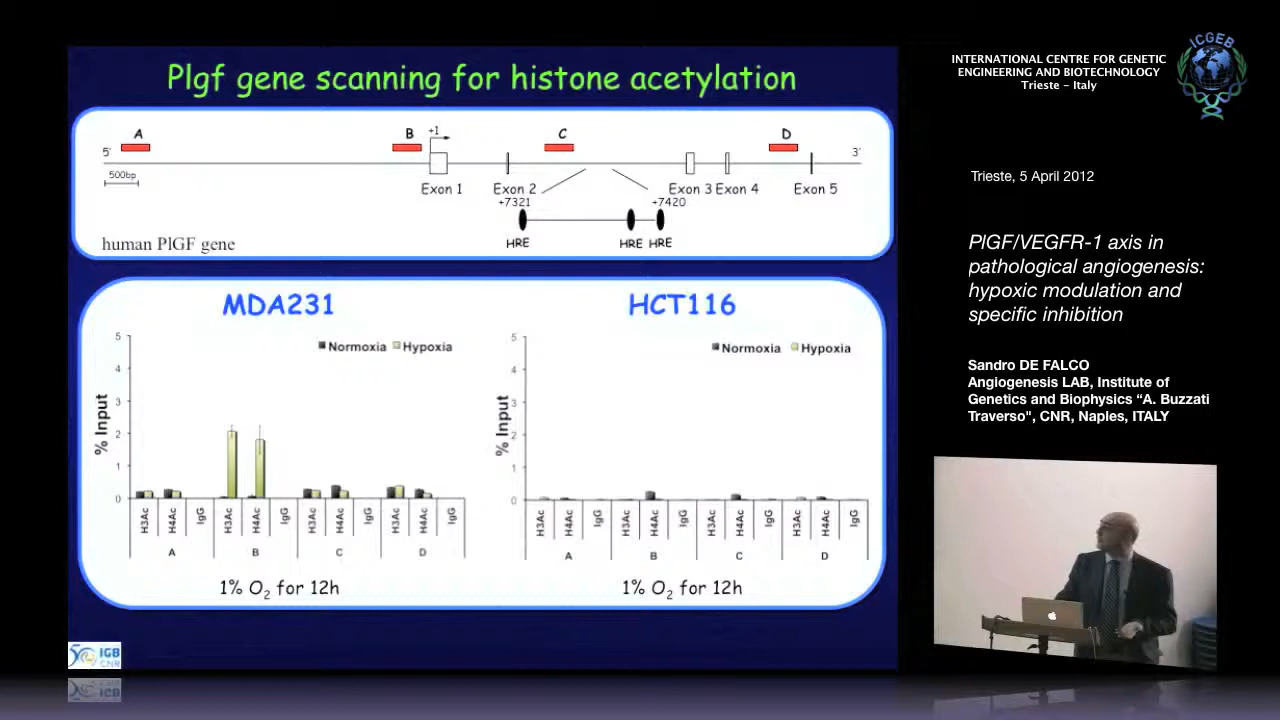 Plgf gene scanning for histone acetylation
A B +1 C D
5' 3'
500bp
Exon 1 Exon 2 Exon 3 Exon 4 Exon 5
+7321 +7420
HRE HRE HRE
human PlGF gene
MDA231
Normoxia Hypoxia
% Input
5
4
3
2
1
0
H3Ac H4Ac IgG H3Ac H4Ac IgG H3Ac H4Ac IgG H3Ac H4Ac IgG
A B C D
1% O2 for 12h
HCT116
Normoxia Hypoxia
% Input
5
4
3
2
1
0
H3Ac H4Ac IgG H3Ac H4Ac IgG H3Ac H4Ac IgG H3Ac H4Ac IgG
A B C D
1% O2 for 12h
50 IGB
CNR
INTERNATIONAL CENTRE FOR GENETIC
ENGINEERING AND BIOTECHNOLOGY
Trieste - Italy
ICGEB
Trieste, 5 April 2012
PlGF/VEGFR-1 axis in
pathological angiogenesis:
hypoxic modulation and
specific inhibition
Sandro DE FALCO
Angiogenesis LAB, Institute of
Genetics and Biophysics “A. Buzzati
Traverso", CNR, Naples, ITALY